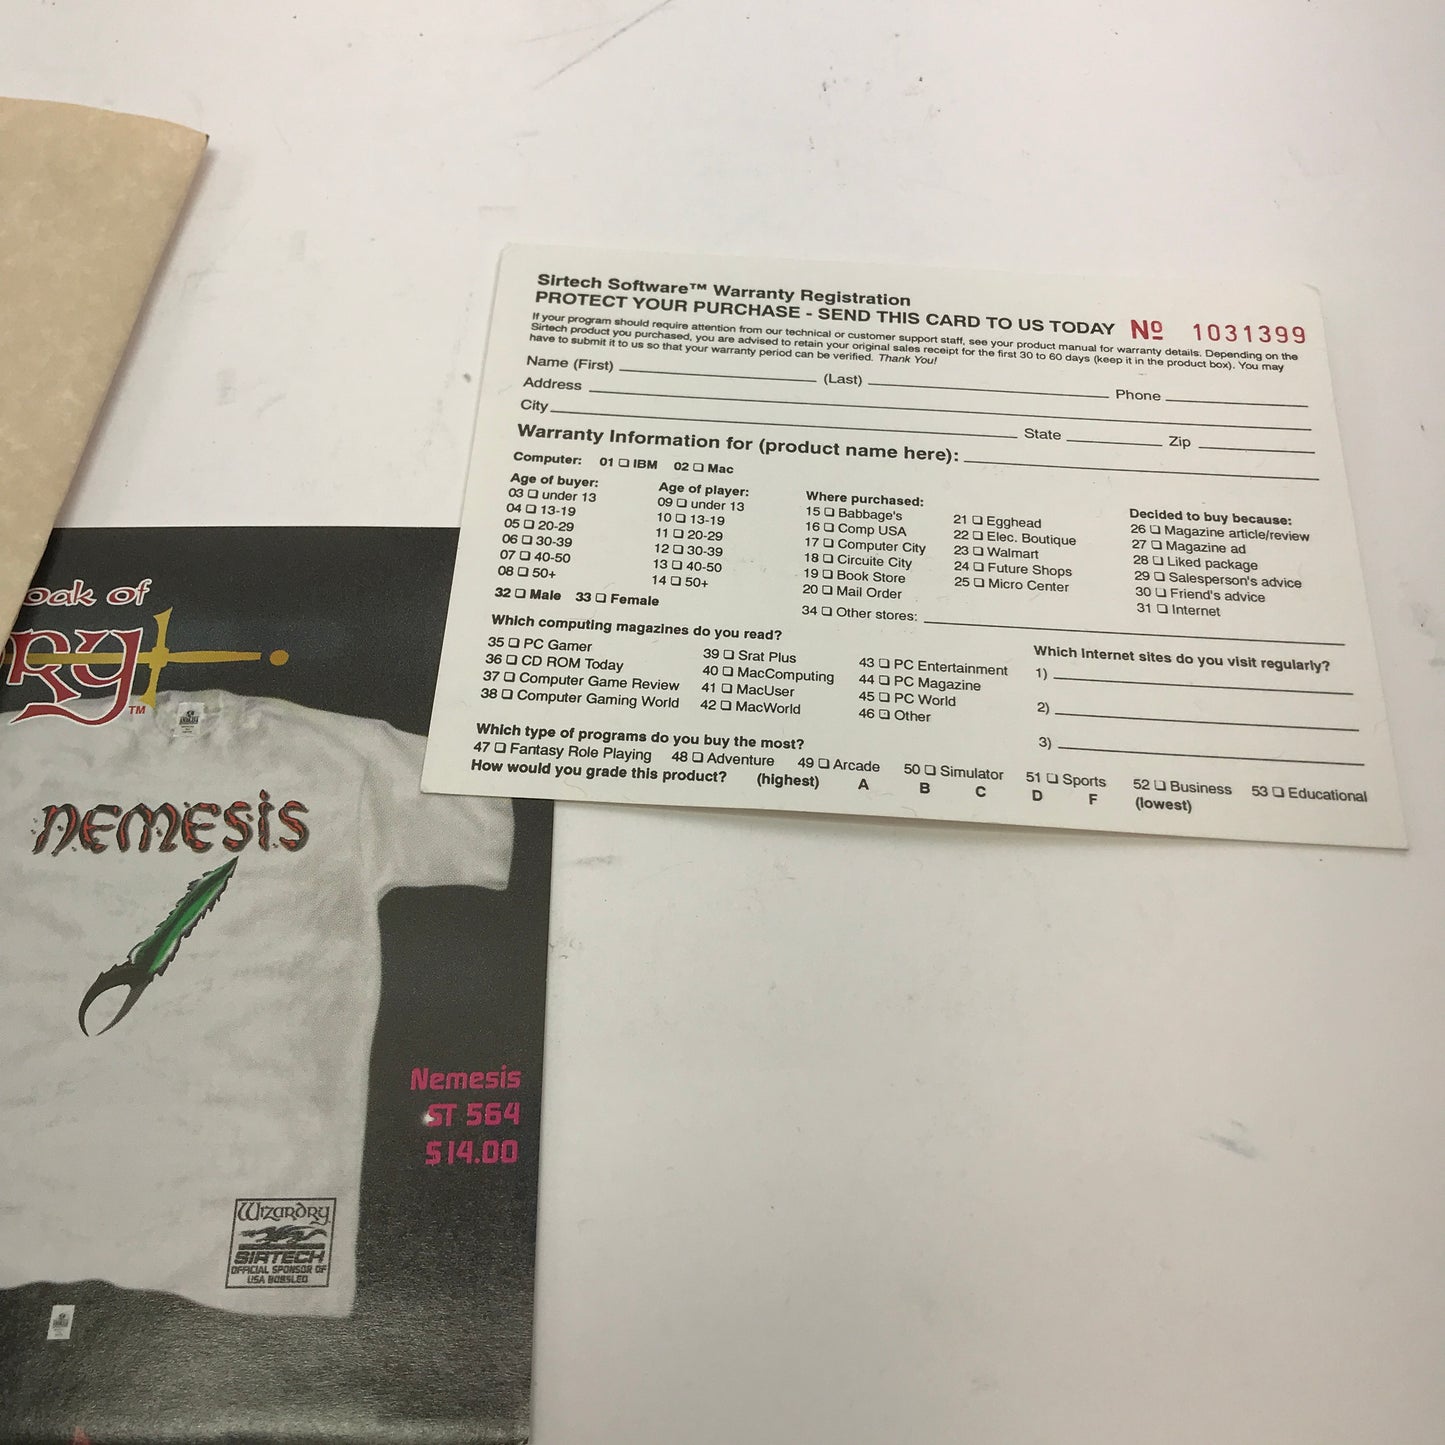 Sirtech Software™ Warranty Registration
PROTECT YOUR PURCHASE - SEND THIS CARD TO US TODAY Nº 1031399
If your program should require attention from our technical or customer support staff, see your product manual for warranty details. Depending on the
Sirtech product you purchased, you are advised to retain your original sales receipt for the first 30 to 60 days (keep it in the product box). You may
have to submit it to us so that your warranty period can be verified. Thank You!
Name (First) (Last) Phone
Address
City State Zip
Warranty Information for (product name here):
Computer: 01 ❏ IBM 02 ❏ Mac
Age of buyer:
03 ❏ under 13
04 ❏ 13-19
05 ❏ 20-29
06 ❏ 30-39
07 ❏ 40-50
08 ❏ 50+
32 ❏ Male 33 ❏ Female
Age of player:
09 ❏ under 13
10 ❏ 13-19
11 ❏ 20-29
12 ❏ 30-39
13 ❏ 40-50
14 ❏ 50+
Where purchased:
15 ❏ Babbage's
16 ❏ Comp USA
17 ❏ Computer City
18 ❏ Circuite City
19 ❏ Book Store
20 ❏ Mail Order
21 ❏ Egghead
22 ❏ Elec. Boutique
23 ❏ Walmart
24 ❏ Future Shops
25 ❏ Micro Center
34 ❏ Other stores:
Decided to buy because:
26 ❏ Magazine article/review
27 ❏ Magazine ad
28 ❏ Liked package
29 ❏ Salesperson's advice
30 ❏ Friend's advice
31 ❏ Internet
Which computing magazines do you read?
35 ❏ PC Gamer
36 ❏ CD ROM Today
37 ❏ Computer Game Review
38 ❏ Computer Gaming World
39 ❏ Srat Plus
40 ❏ MacComputing
41 ❏ MacUser
42 ❏ MacWorld
43 ❏ PC Entertainment
44 ❏ PC Magazine
45 ❏ PC World
46 ❏ Other
Which Internet sites do you visit regularly?
1)
2)
3)
Which type of programs do you buy the most?
47 ❏ Fantasy Role Playing 48 ❏ Adventure 49 ❏ Arcade 50 ❏ Simulator 51 ❏ Sports 52 ❏ Business 53 ❏ Educational
How would you grade this product? (highest) A B C D F (lowest)
oak of
RY™
NEMESIS
Nemesis
ST 564
$14.00
Wizardry
SIRTECH
OFFICIAL SPONSOR OF
USA BOBSLED